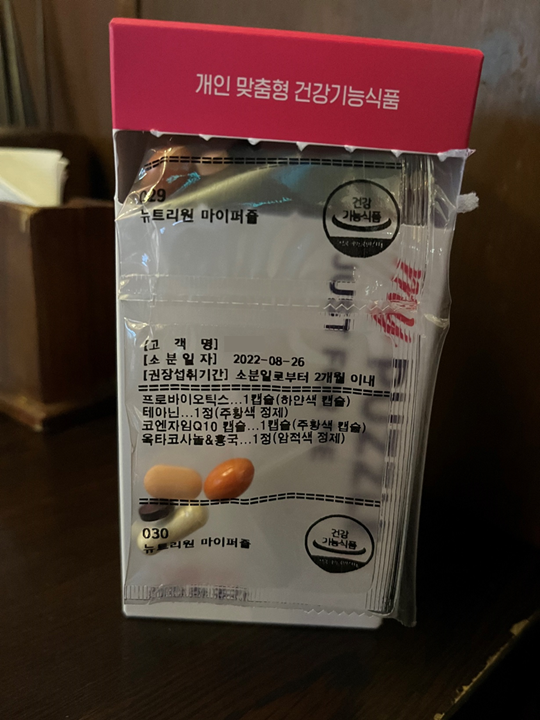 개인 맞춤형 건강기능식품
029
뉴트리원 마이퍼즐
건강
기능식품
my puzzle
JUST F
[고 객 명]
[소 분 일 자] 2022-08-26
[권장섭취기간] 소분일로부터 2개월 이내
프로바이오틱스...1캡슐(하얀색 캡슐)
테아닌...1정(주황색 정제)
코엔자임Q10 캡슐...1캡슐(주황색 캡슐)
옥타코사놀&홍국...1정(암적색 정제)
030
뉴트리원 마이퍼즐
건강
기능식품